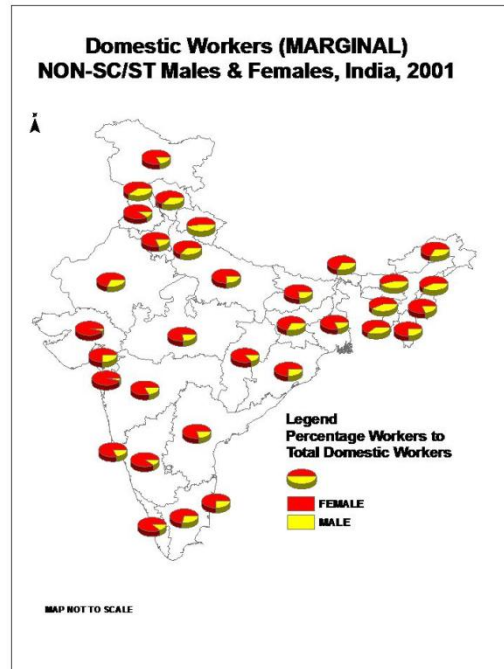 Domestic Workers (MARGINAL)
NON-SC/ST Males & Females, India, 2001
Legend
Percentage Workers to
Total Domestic Workers
FEMALE
MALE
MAP NOT TO SCALE